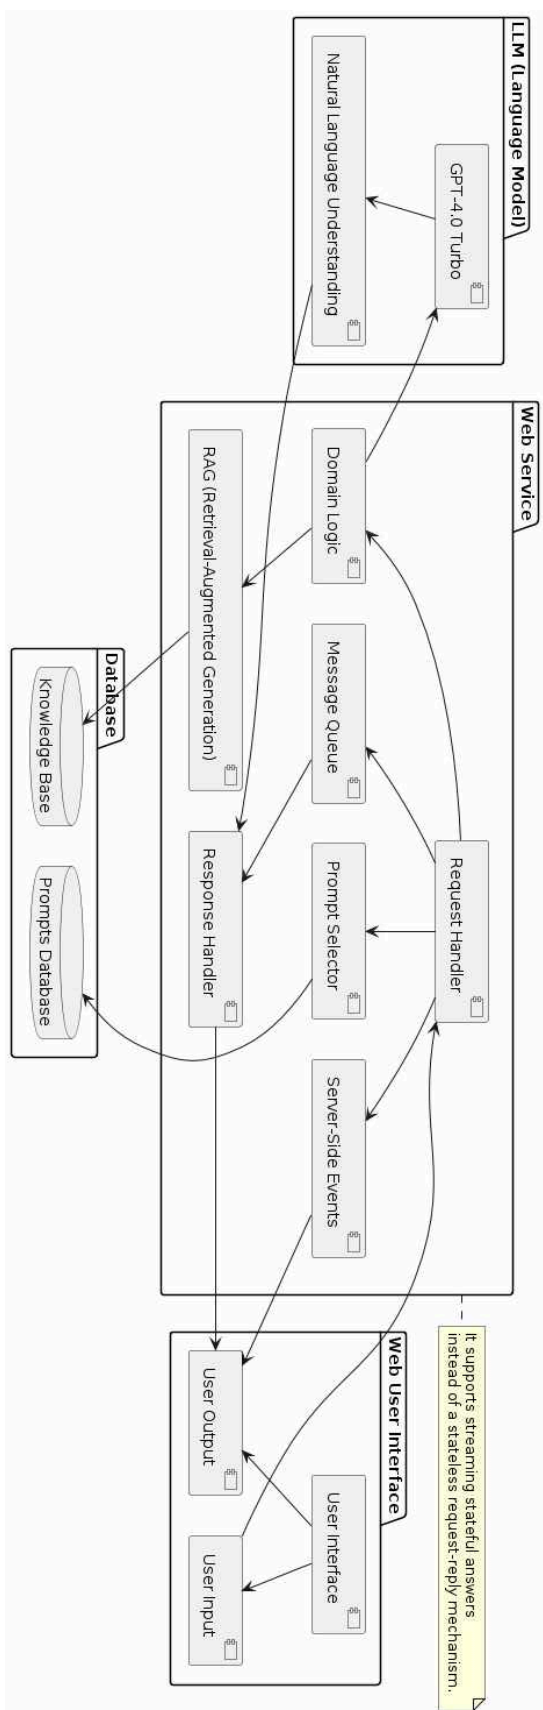 LLM (Language Model)
GPT-4.0 Turbo
Natural Language Understanding
Web Service
Request Handler
Domain Logic
Message Queue
Prompt Selector
Server-Side Events
RAG (Retrieval-Augmented Generation)
Response Handler
Database
Knowledge Base
Prompts Database
It supports streaming stateful answers
instead of a stateless request-reply mechanism.
Web User Interface
User Interface
User Output
User Input